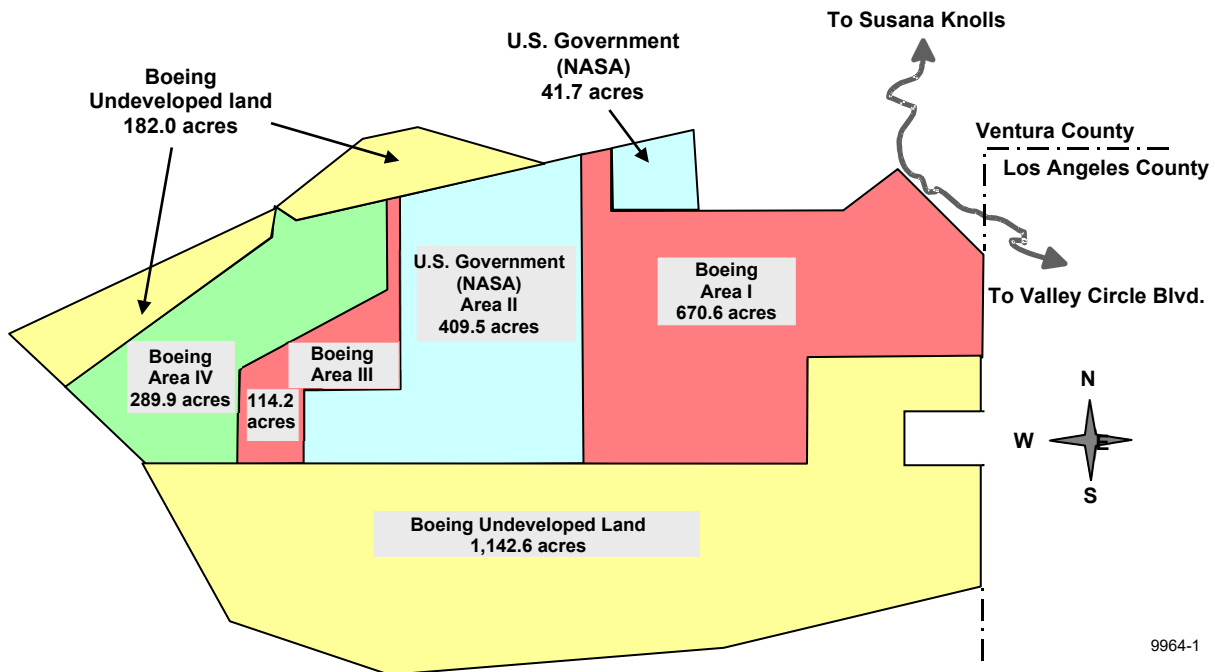 To Susana Knolls
U.S. Government
(NASA)
41.7 acres
Boeing
Undeveloped land
182.0 acres
Ventura County
Los Angeles County
U.S. Government
(NASA)
Area II
409.5 acres
Boeing
Area I
670.6 acres
To Valley Circle Blvd.
Boeing
Area IV
289.9 acres
Boeing
Area III
114.2
acres
N
W
E
S
Boeing Undeveloped Land
1,142.6 acres
9964-1